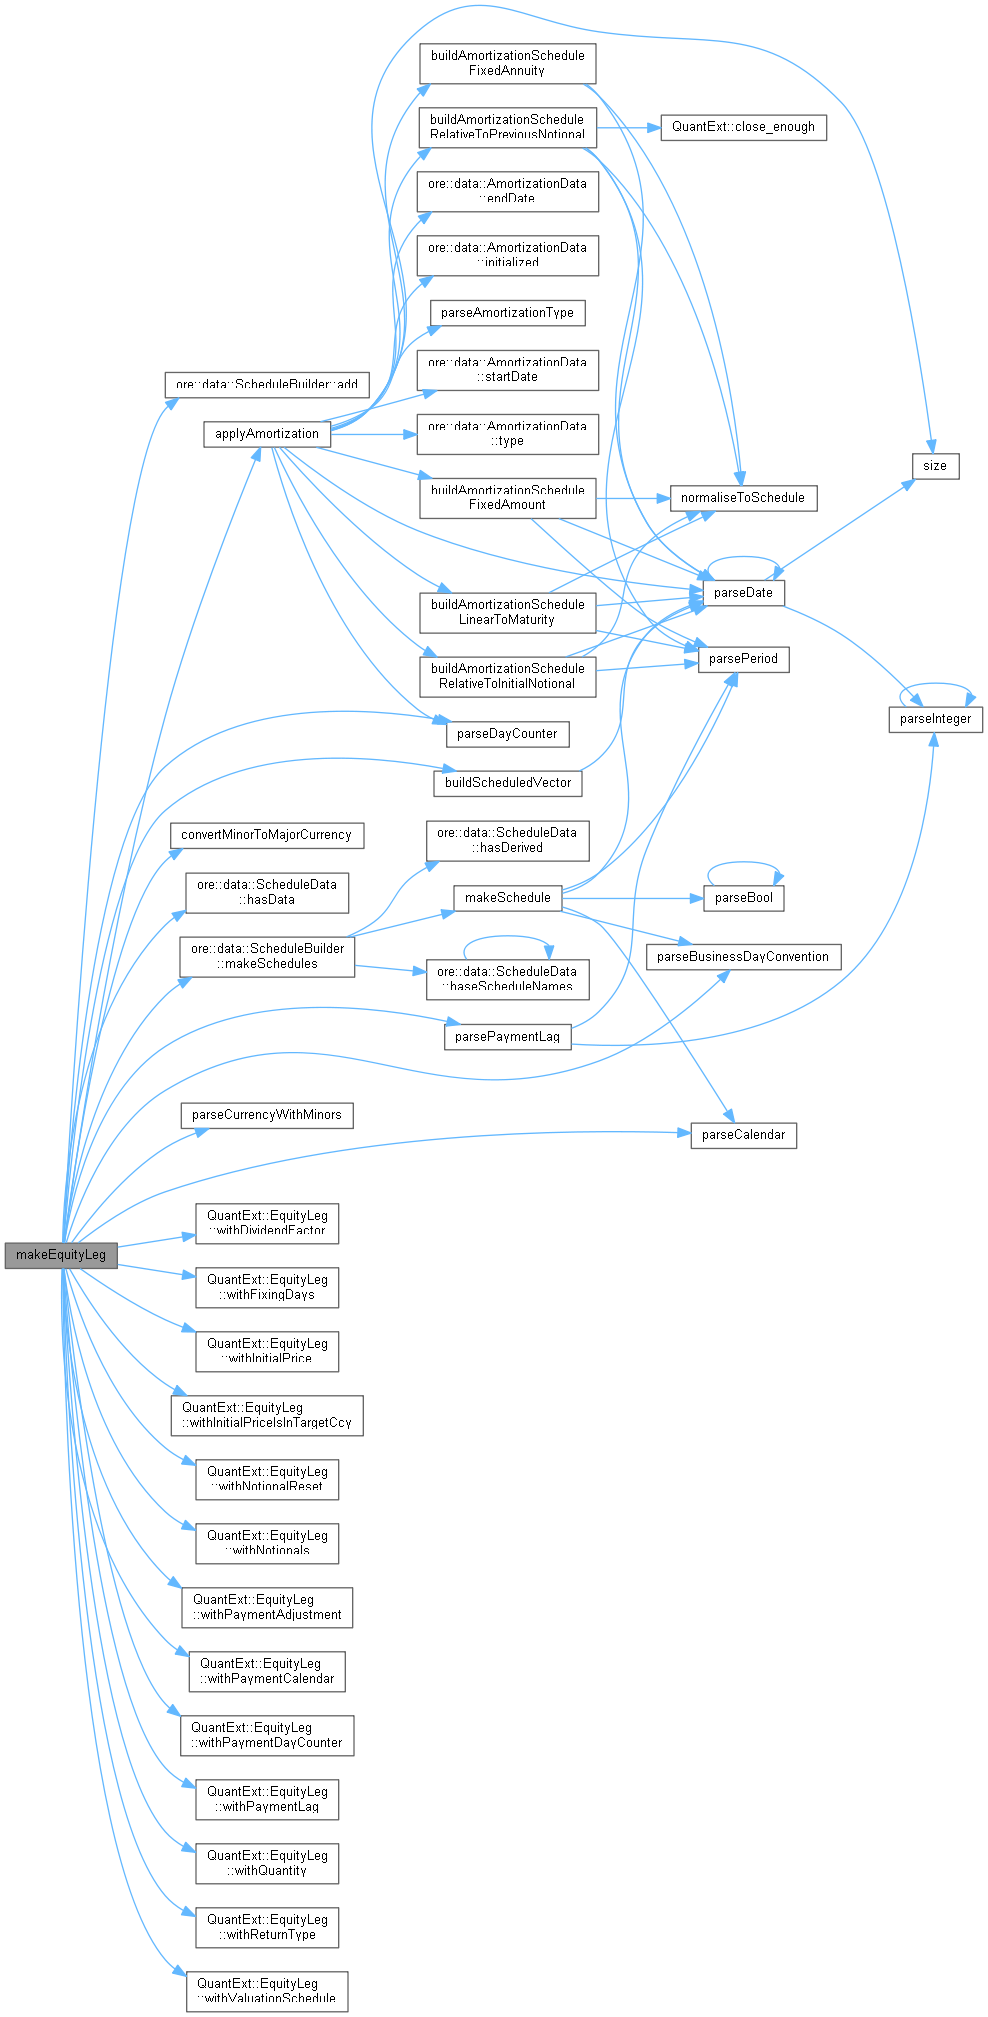 buildAmortizationSchedule
FixedAnnuity
buildAmortizationSchedule
RelativeToPreviousNotional
QuantExt::close_enough
ore::data::AmortizationData
::endDate
ore::data::AmortizationData
::initialized
parseAmortizationType
ore::data::AmortizationData
::startDate
ore::data::ScheduleBuilder::add
applyAmortization
ore::data::AmortizationData
::type
size
buildAmortizationSchedule
FixedAmount
normaliseToSchedule
parseDate
buildAmortizationSchedule
LinearToMaturity
buildAmortizationSchedule
RelativeToInitialNotional
parsePeriod
parseInteger
parseDayCounter
buildScheduledVector
convertMinorToMajorCurrency
ore::data::ScheduleData
::hasDerived
ore::data::ScheduleData
::hasData
makeSchedule
parseBool
ore::data::ScheduleBuilder
::makeSchedules
parseBusinessDayConvention
ore::data::ScheduleData
::baseScheduleNames
parsePaymentLag
parseCurrencyWithMinors
parseCalendar
QuantExt::EquityLeg
::withDividendFactor
makeEquityLeg
QuantExt::EquityLeg
::withFixingDays
QuantExt::EquityLeg
::withInitialPrice
QuantExt::EquityLeg
::withInitialPriceIsInTargetCcy
QuantExt::EquityLeg
::withNotionalReset
QuantExt::EquityLeg
::withNotionals
QuantExt::EquityLeg
::withPaymentAdjustment
QuantExt::EquityLeg
::withPaymentCalendar
QuantExt::EquityLeg
::withPaymentDayCounter
QuantExt::EquityLeg
::withPaymentLag
QuantExt::EquityLeg
::withQuantity
QuantExt::EquityLeg
::withReturnType
QuantExt::EquityLeg
::withValuationSchedule